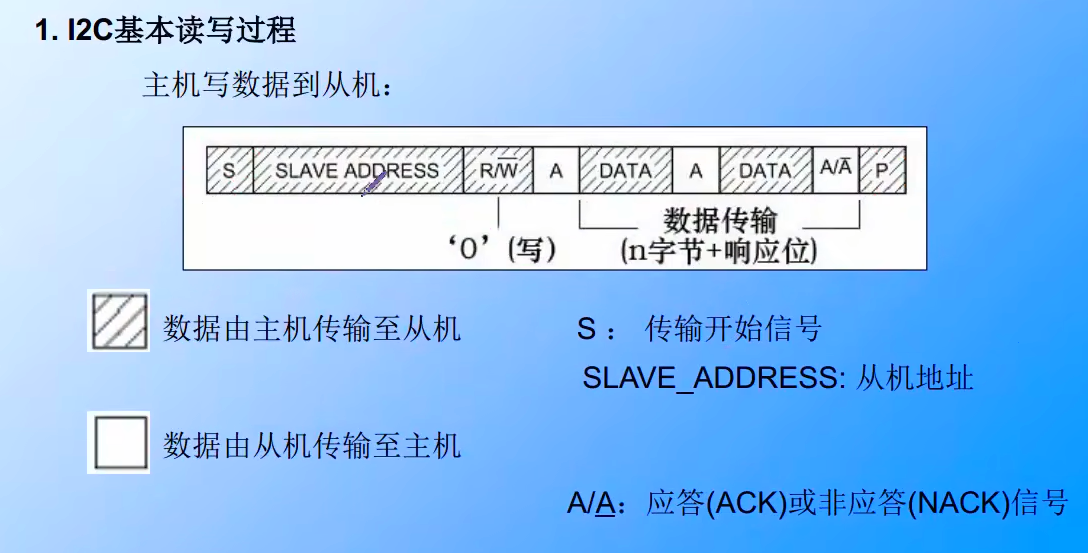 1. I2C基本读写过程
主机写数据到从机：
S SLAVE ADDRESS R/W̅ A DATA A DATA A/A̅ P
‘0’(写) 数据传输
(n字节+响应位)
数据由主机传输至从机 S： 传输开始信号
SLAVE_ADDRESS: 从机地址
数据由从机传输至主机
A/A̲：应答(ACK)或非应答(NACK)信号